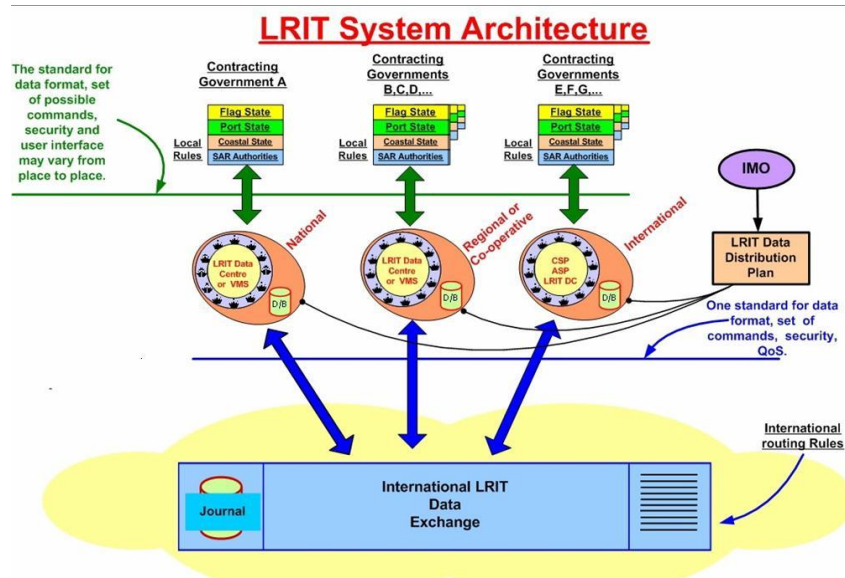 LRIT System Architecture
The standard for
data format, set
of possible
commands,
security and
user interface
may vary from
place to place.
Contracting
Government A
Flag State
Port State
Coastal State
SAR Authorities
Local
Rules
Contracting
Governments
B,C,D,...
Flag State
Port State
Coastal State
SAR Authorities
Local
Rules
Contracting
Governments
E,F,G,...
Flag State
Port State
Coastal State
SAR Authorities
Local
Rules
IMO
LRIT Data
Distribution
Plan
National
LRIT Data
Centre
or VMS
D/B
Regional or
Co-operative
LRIT Data
Centre
or VMS
D/B
International
CSP
ASP
LRIT DC
D/B
One standard for data
format, set of
commands, security,
QoS.
International
routing Rules
Journal
International LRIT
Data
Exchange